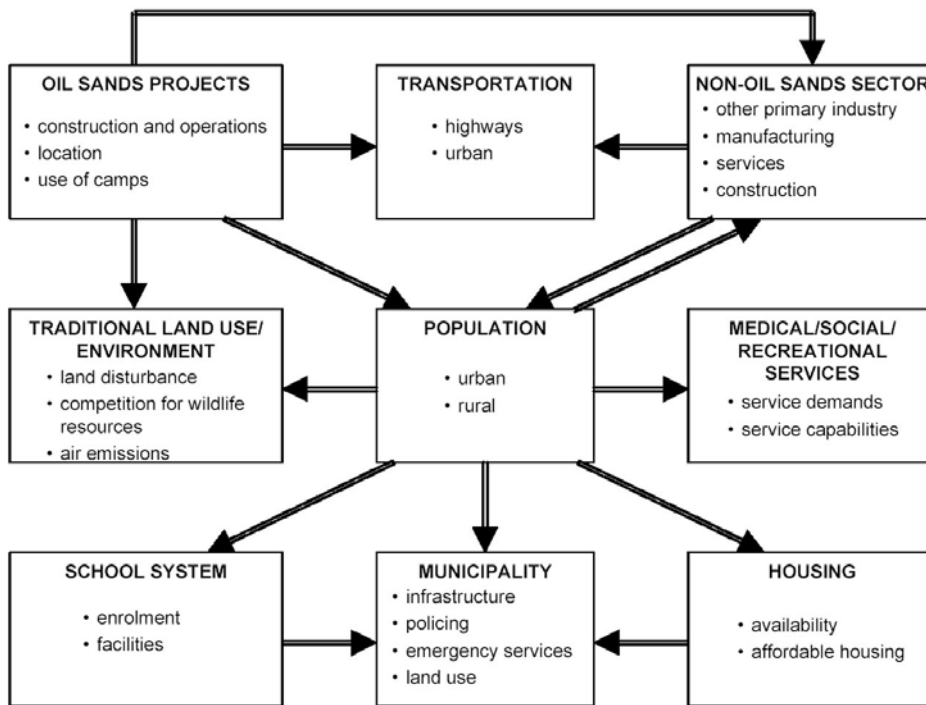 OIL SANDS PROJECTS
• construction and operations
• location
• use of camps
TRANSPORTATION
• highways
• urban
NON-OIL SANDS SECTOR
• other primary industry
• manufacturing
• services
• construction
TRADITIONAL LAND USE/
ENVIRONMENT
• land disturbance
• competition for wildlife
resources
• air emissions
POPULATION
• urban
• rural
MEDICAL/SOCIAL/
RECREATIONAL
SERVICES
• service demands
• service capabilities
SCHOOL SYSTEM
• enrolment
• facilities
MUNICIPALITY
• infrastructure
• policing
• emergency services
• land use
HOUSING
• availability
• affordable housing